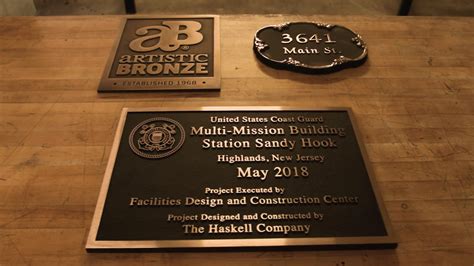 aB®
ARTISTIC
BRONZE
ESTABLISHED 1968
3641
Main St.
United States Coast Guard
Multi-Mission Building
Station Sandy Hook
Highlands, New Jersey
May 2018
Project Executed by
Facilities Design and Construction Center
Project Designed and Constructed by
The Haskell Company